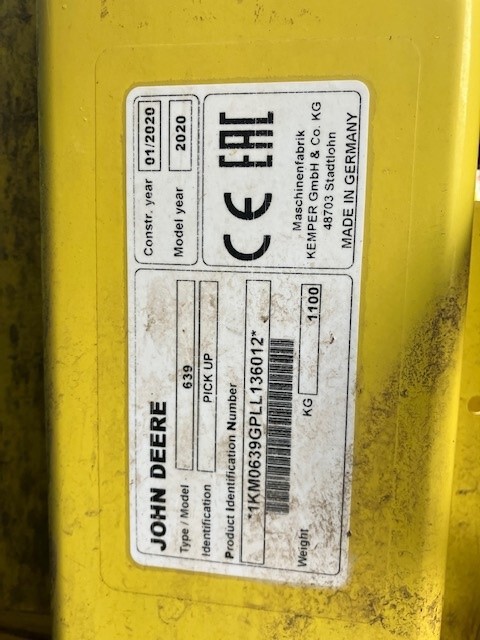 JOHN DEERE
Type / Model 639
Identification PICK UP
Product Identification Number
*1KM0639GPLL136012*
Weight KG 1100
Constr. year 01/2020
Model year 2020
CE EAC
Maschinenfabrik
KEMPER GmbH & Co. KG
48703 Stadtlohn
MADE IN GERMANY